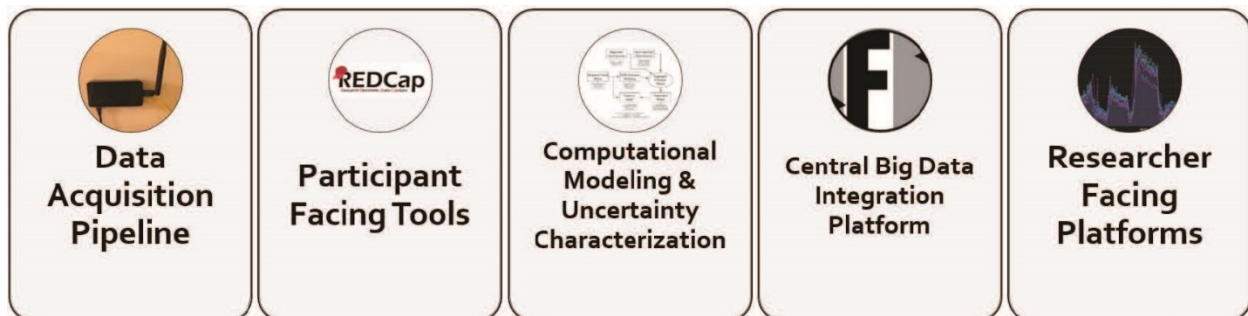 Data
Acquisition
Pipeline
REDCap
Participant
Facing Tools
Computational
Modeling &
Uncertainty
Characterization
F
Central Big Data
Integration
Platform
Researcher
Facing
Platforms